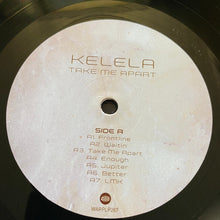 KELELA
TAKE ME APART
SIDE A
A1. Frontline
A2. Waitin
A3. Take Me Apart
A4. Enough
A5. Jupiter
A6. Better
A7. LMK
WARPLP287